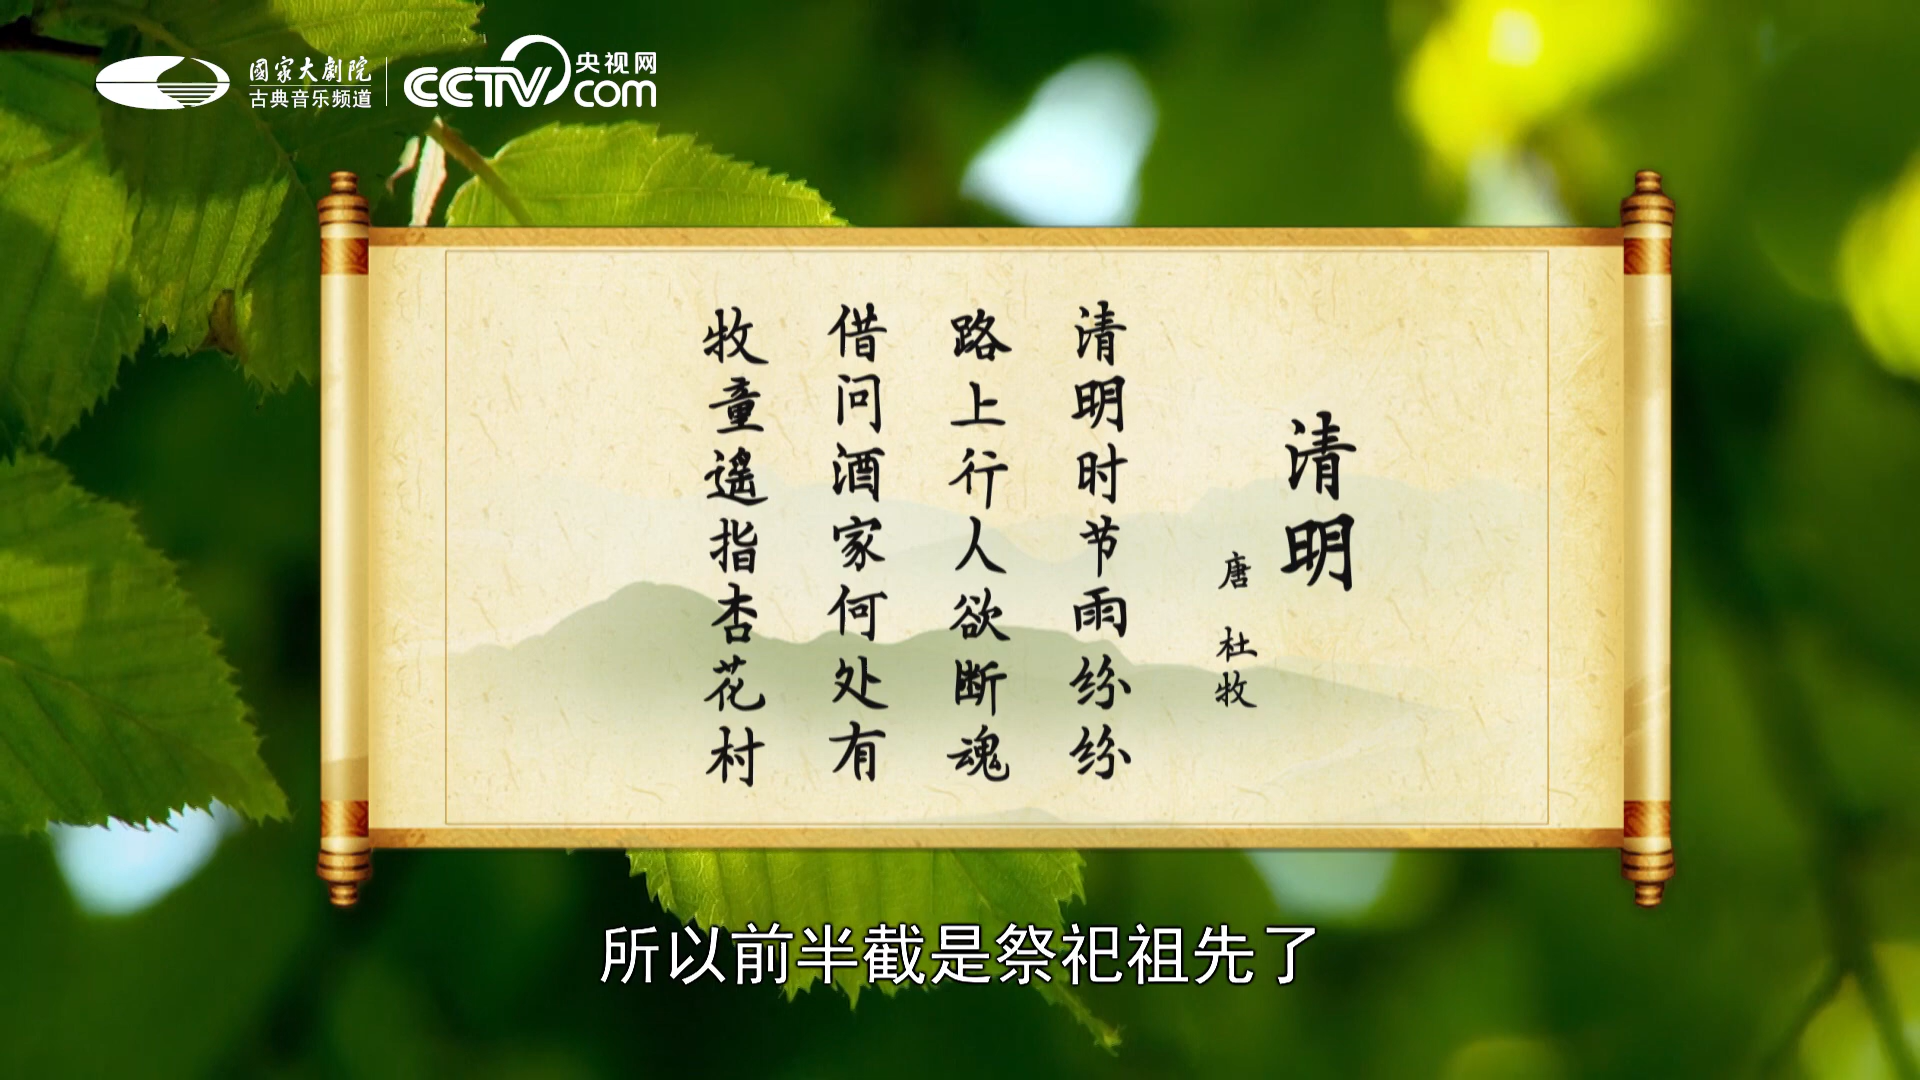 國家大劇院
古典音乐频道
CCTV.com
央视网
清明
唐 杜牧
清明时节雨纷纷
路上行人欲断魂
借问酒家何处有
牧童遥指杏花村
所以前半截是祭祀祖先了